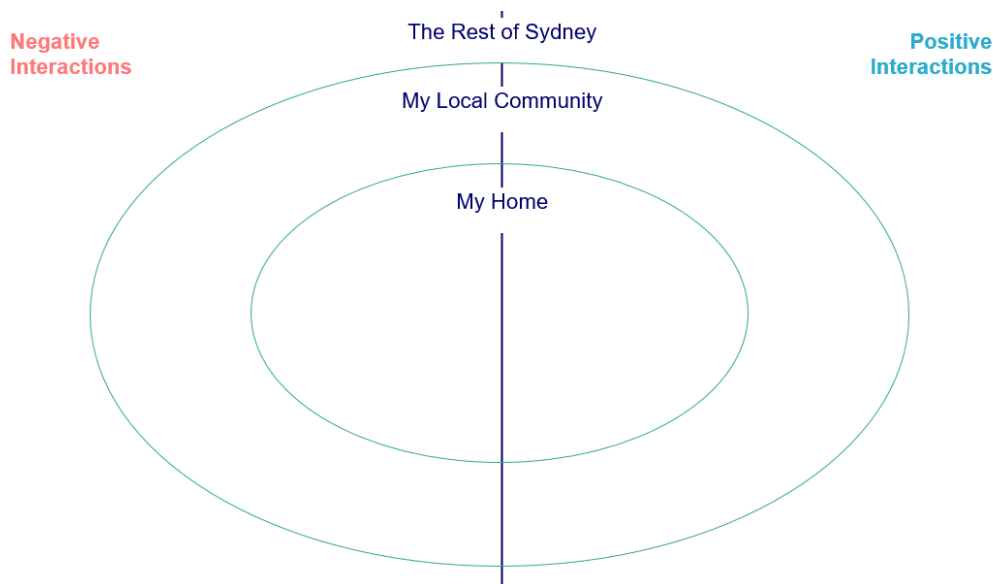 The Rest of Sydney
Negative
Interactions
Positive
Interactions
My Local Community
My Home